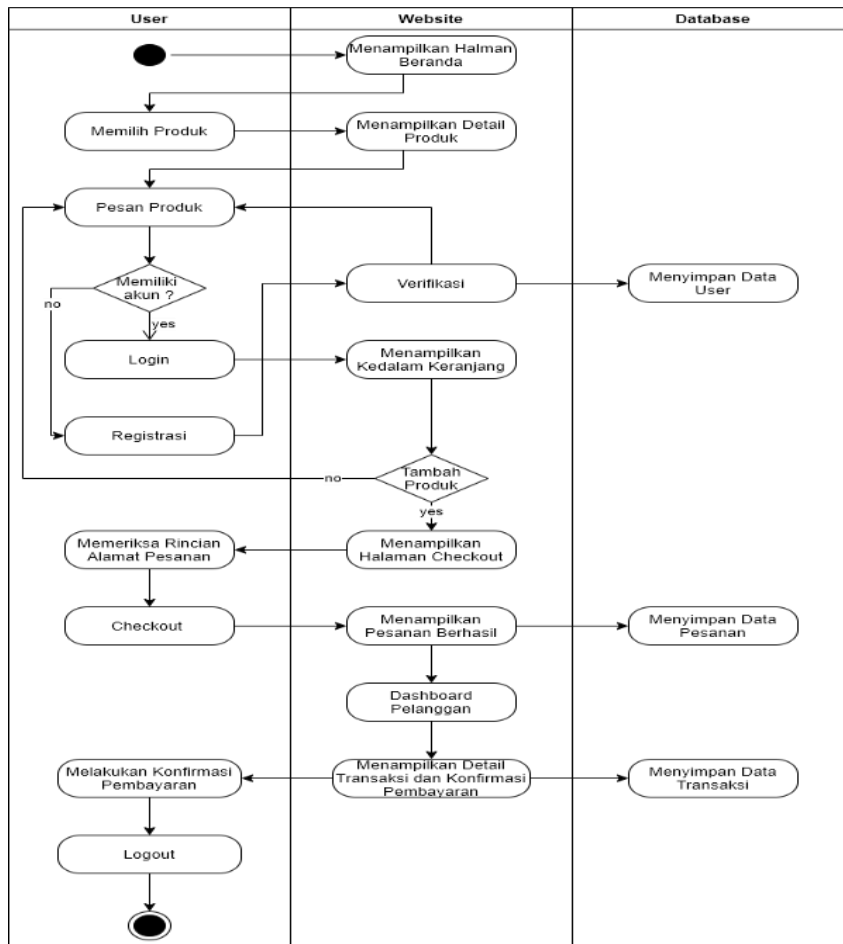 User
Website
Database
Menampilkan Halman
Beranda
Memilih Produk
Menampilkan Detail
Produk
Pesan Produk
Memiliki
akun ?
no
yes
Verifikasi
Menyimpan Data
User
Login
Menampilkan
Kedalam Keranjang
Registrasi
Tambah
Produk
no
yes
Memeriksa Rincian
Alamat Pesanan
Menampilkan
Halaman Checkout
Checkout
Menampilkan
Pesanan Berhasil
Menyimpan Data
Pesanan
Dashboard
Pelanggan
Melakukan Konfirmasi
Pembayaran
Menampilkan Detail
Transaksi dan Konfirmasi
Pembayaran
Menyimpan Data
Transaksi
Logout